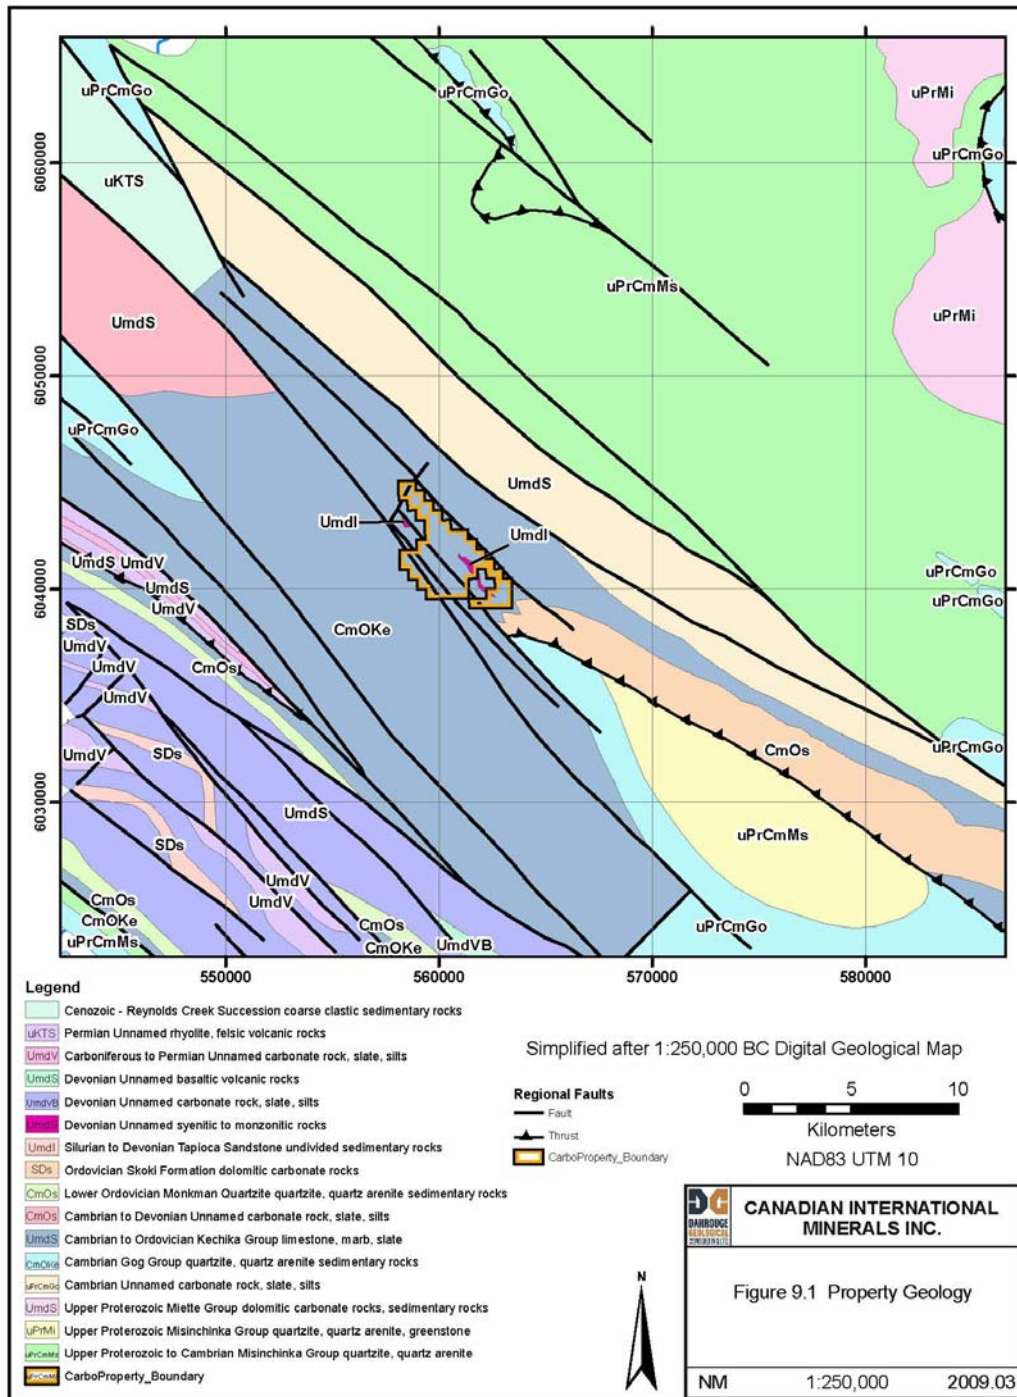 uPrCmGo
uPrCmGo
uPrMi
uPrCmGo
uKTS
uPrCmMs
UmdS
uPrMi
uPrCmGo
UmdS
UmdI
UmdI
UmdS UmdV
UmdS
UmdV
uPrCmGo
uPrCmGo
SDs
UmdV
UmdV
UmdV
CmOKe
CmOs
UmdV
SDs
CmOs
uPrCmGo
UmdS
SDs
uPrCmMs
UmdV
UmdV
CmOs
CmOKe
uPrCmMs
CmOs
CmOKe
UmdVB
uPrCmGo
6060000
6050000
6040000
6030000
550000
560000
570000
580000
Legend
Cenozoic - Reynolds Creek Succession coarse clastic sedimentary rocks
uKTS Permian Unnamed rhyolite, felsic volcanic rocks
UmdV Carboniferous to Permian Unnamed carbonate rock, slate, silts
UmdS Devonian Unnamed basaltic volcanic rocks
UmdVB Devonian Unnamed carbonate rock, slate, silts
UmdS Devonian Unnamed syenitic to monzonitic rocks
UmdI Silurian to Devonian Tapioca Sandstone undivided sedimentary rocks
SDs Ordovician Skoki Formation dolomitic carbonate rocks
CmOs Lower Ordovician Monkman Quartzite quartzite, quartz arenite sedimentary rocks
CmOs Cambrian to Devonian Unnamed carbonate rock, slate, silts
UmdS Cambrian to Ordovician Kechika Group limestone, marb, slate
CmOKe Cambrian Gog Group quartzite, quartz arenite sedimentary rocks
uPrCmGo Cambrian Unnamed carbonate rock, slate, silts
UmdS Upper Proterozoic Miette Group dolomitic carbonate rocks, sedimentary rocks
uPrMi Upper Proterozoic Misinchinka Group quartzite, quartz arenite, greenstone
uPrCmMs Upper Proterozoic to Cambrian Misinchinka Group quartzite, quartz arenite
CarboProperty_Boundary
Simplified after 1:250,000 BC Digital Geological Map
Regional Faults
Fault
Thrust
CarboProperty_Boundary
0 5 10
Kilometers
NAD83 UTM 10
N
DAHROUGE
GEOLOGICAL
CONSULTING LTD
CANADIAN INTERNATIONAL
MINERALS INC.
Figure 9.1 Property Geology
NM 1:250,000 2009.03